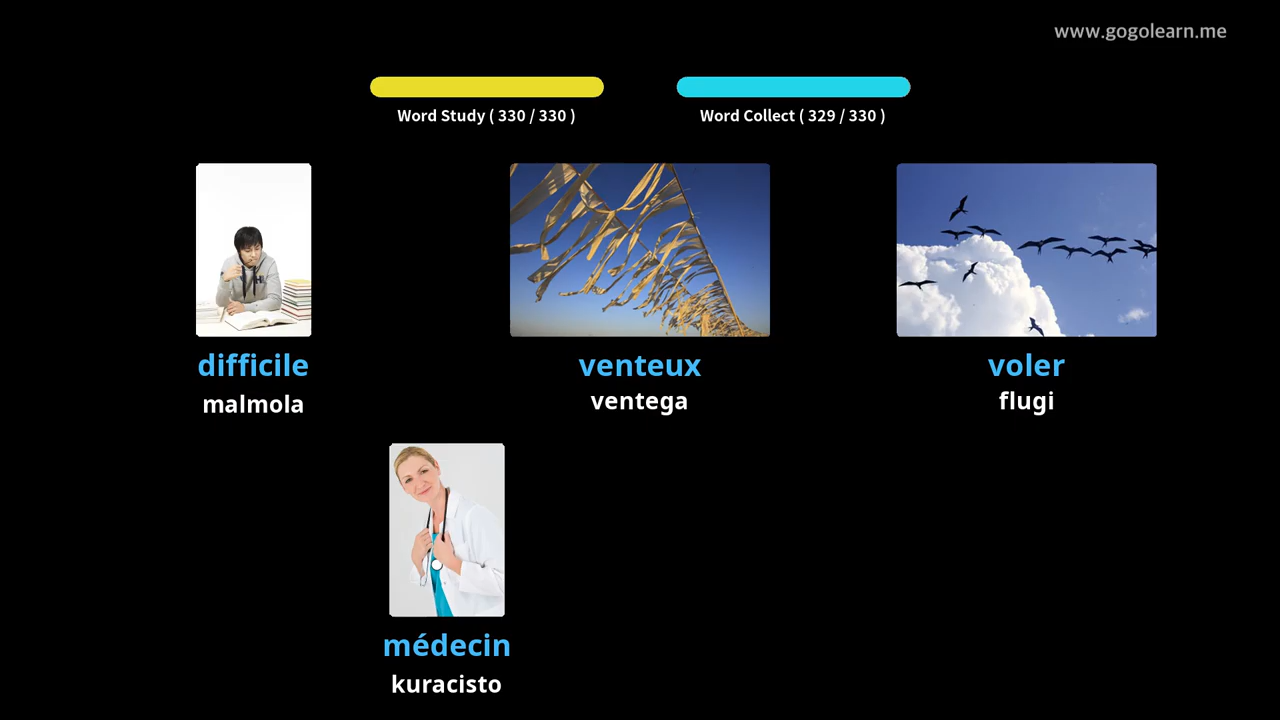 www.gogolearn.me
Word Study ( 330 / 330 )
Word Collect ( 329 / 330 )
difficile
malmola
venteux
ventega
voler
flugi
médecin
kuracisto